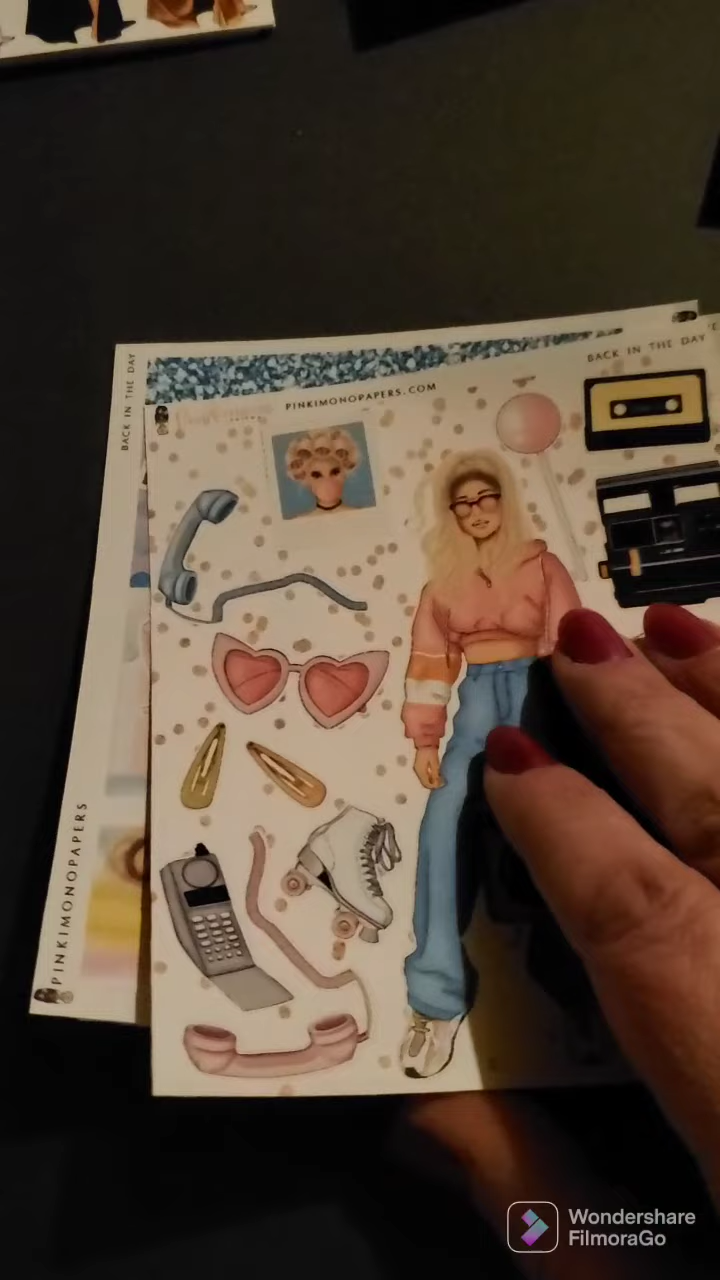 BACK IN THE DAY
PINKIMONOPAPERS.COM
BACK IN THE DAY
PINKIMONOPAPERS
Wondershare
FilmoraGo